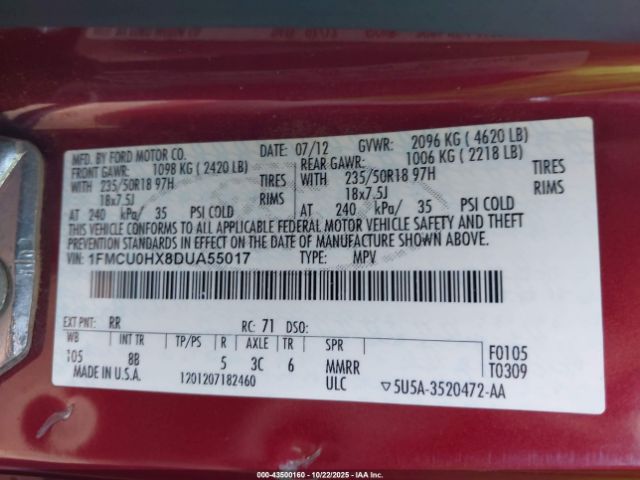 MFD. BY FORD MOTOR CO.
DATE: 07/12 GVWR: 2096 KG ( 4620 LB)
FRONT GAWR: 1098 KG ( 2420 LB) REAR GAWR: 1006 KG ( 2218 LB)
WITH 235/50R18 97H TIRES WITH 235/50R18 97H TIRES
18x7.5J RIMS 18x7.5J RIMS
AT 240 kPa/ 35 PSI COLD AT 240 kPa/ 35 PSI COLD
THIS VEHICLE CONFORMS TO ALL APPLICABLE FEDERAL MOTOR VEHICLE SAFETY AND THEFT
PREVENTION STANDARDS IN EFFECT ON THE DATE OF MANUFACTURE SHOWN ABOVE.
VIN: 1FMCU0HX8DUA55017 TYPE: MPV
EXT PNT: RR RC: 71 DSO:
WB INT TR TP/PS R AXLE TR SPR F0105
105 8B 5 3C 6 MMRR T0309
MADE IN U.S.A. 1201207182460 ULC ▽5U5A-3520472-AA
000-43500160 - 10/22/2025 - COPYRIGHT IAA, LLC.